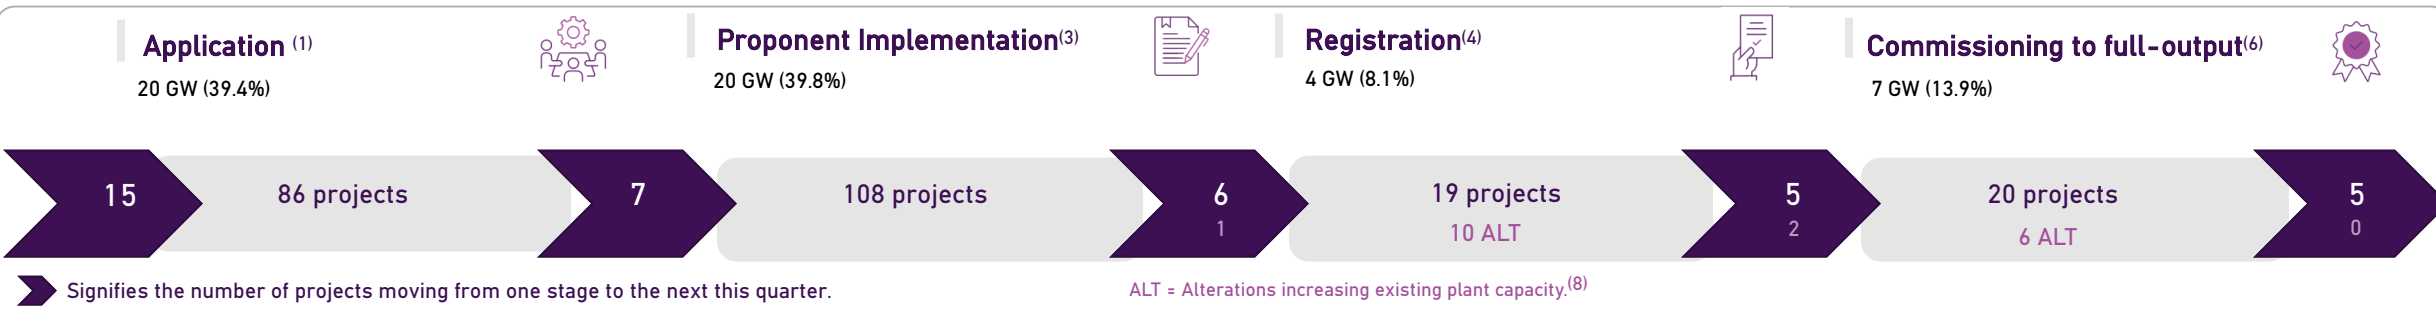 Application (1)
20 GW (39.4%)
Proponent Implementation(3)
20 GW (39.8%)
Registration(4)
4 GW (8.1%)
Commissioning to full-output(6)
7 GW (13.9%)
15
86 projects
7
108 projects
6
1
19 projects
10 ALT
5
2
20 projects
6 ALT
5
0
Signifies the number of projects moving from one stage to the next this quarter.
ALT = Alterations increasing existing plant capacity.(8)